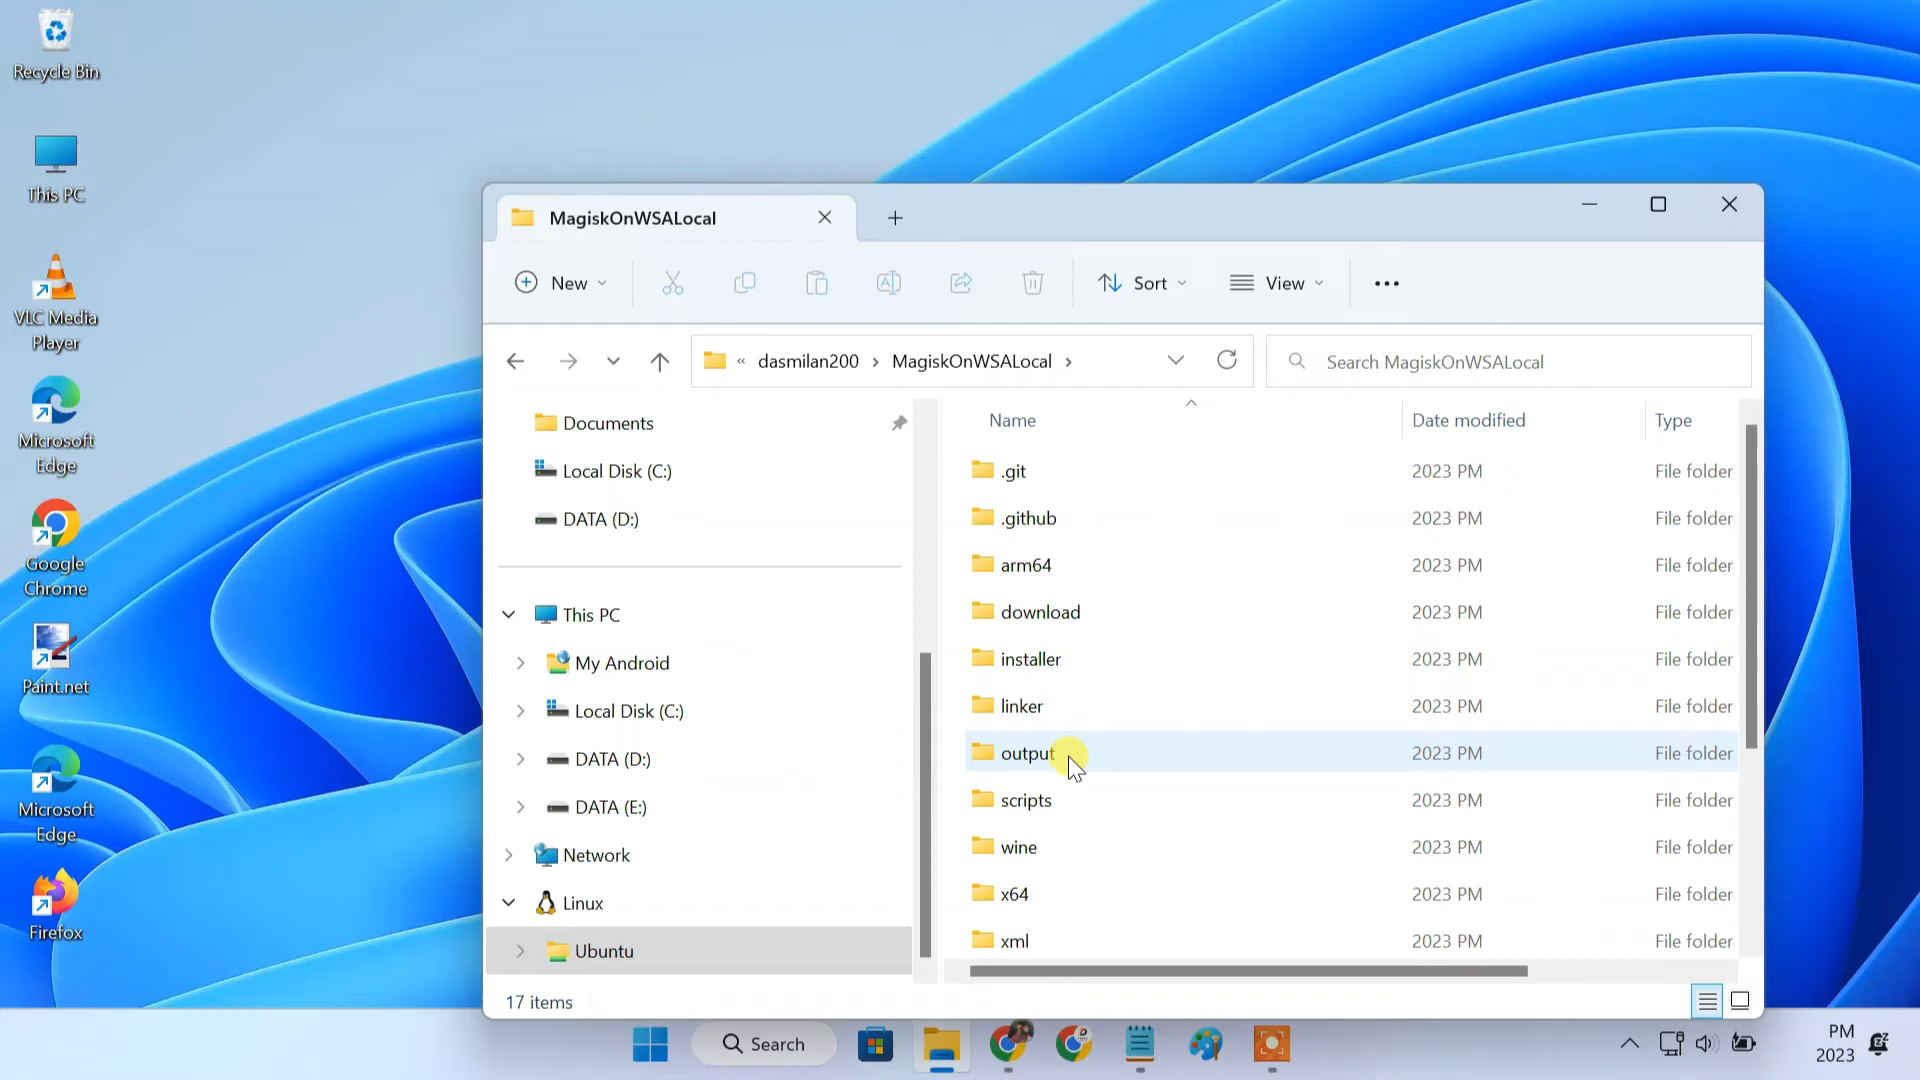 Recycle Bin
This PC
VLC Media
Player
Microsoft
Edge
Google
Chrome
Paint.net
Microsoft
Edge
Firefox
MagiskOnWSALocal
New
Sort
View
« dasmilan200 › MagiskOnWSALocal ›
Search MagiskOnWSALocal
Documents
Local Disk (C:)
DATA (D:)
This PC
My Android
Local Disk (C:)
DATA (D:)
DATA (E:)
Network
Linux
Ubuntu
Name Date modified Type
.git 2023 PM File folder
.github 2023 PM File folder
arm64 2023 PM File folder
download 2023 PM File folder
installer 2023 PM File folder
linker 2023 PM File folder
output 2023 PM File folder
scripts 2023 PM File folder
wine 2023 PM File folder
x64 2023 PM File folder
xml 2023 PM File folder
17 items
Search
PM
2023